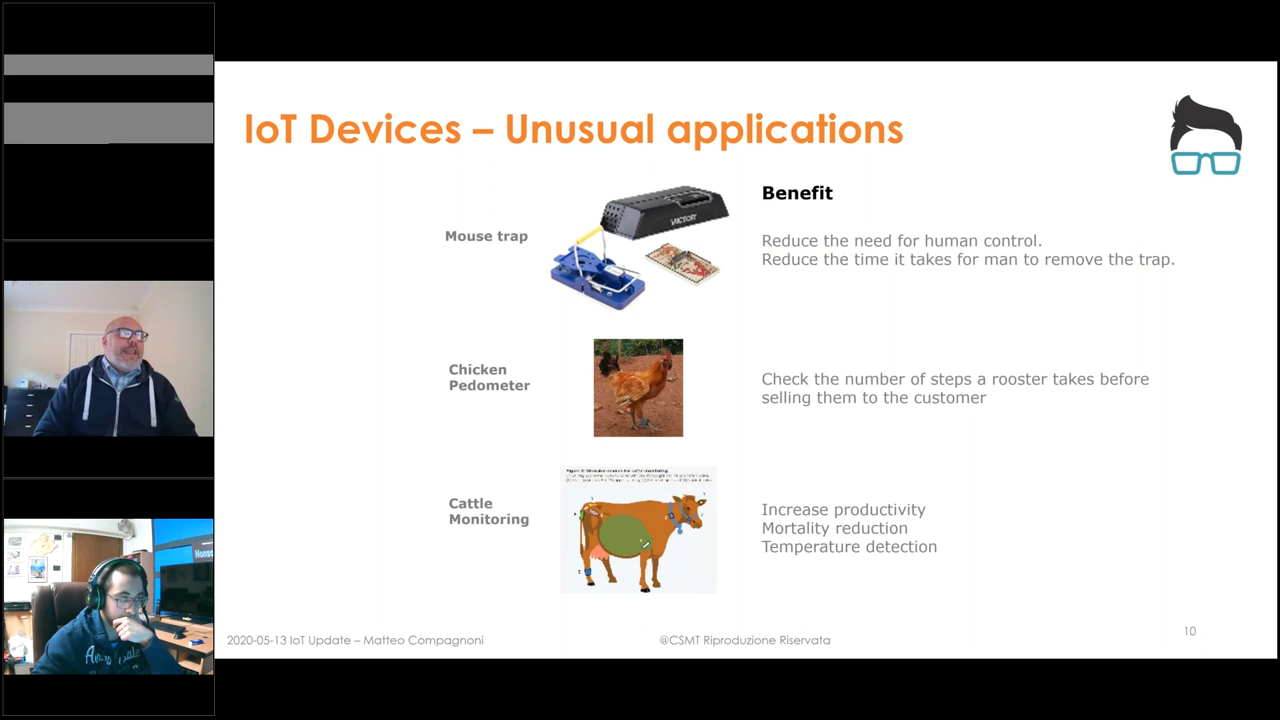 IoT Devices – Unusual applications
Benefit
Mouse trap
VICTOR
Reduce the need for human control.
Reduce the time it takes for man to remove the trap.
Chicken
Pedometer
Check the number of steps a rooster takes before
selling them to the customer
Cattle
Monitoring
Increase productivity
Mortality reduction
Temperature detection
2020-05-13 IoT Update – Matteo Compagnoni
@CSMT Riproduzione Riservata
10